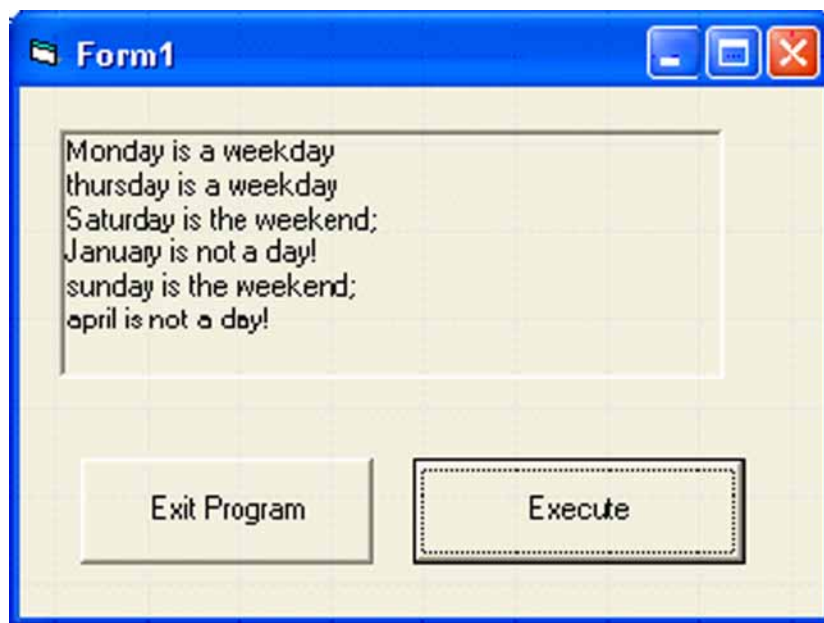 Form1
Monday is a weekday
thursday is a weekday
Saturday is the weekend;
January is not a day!
sunday is the weekend;
april is not a day!
Exit Program
Execute